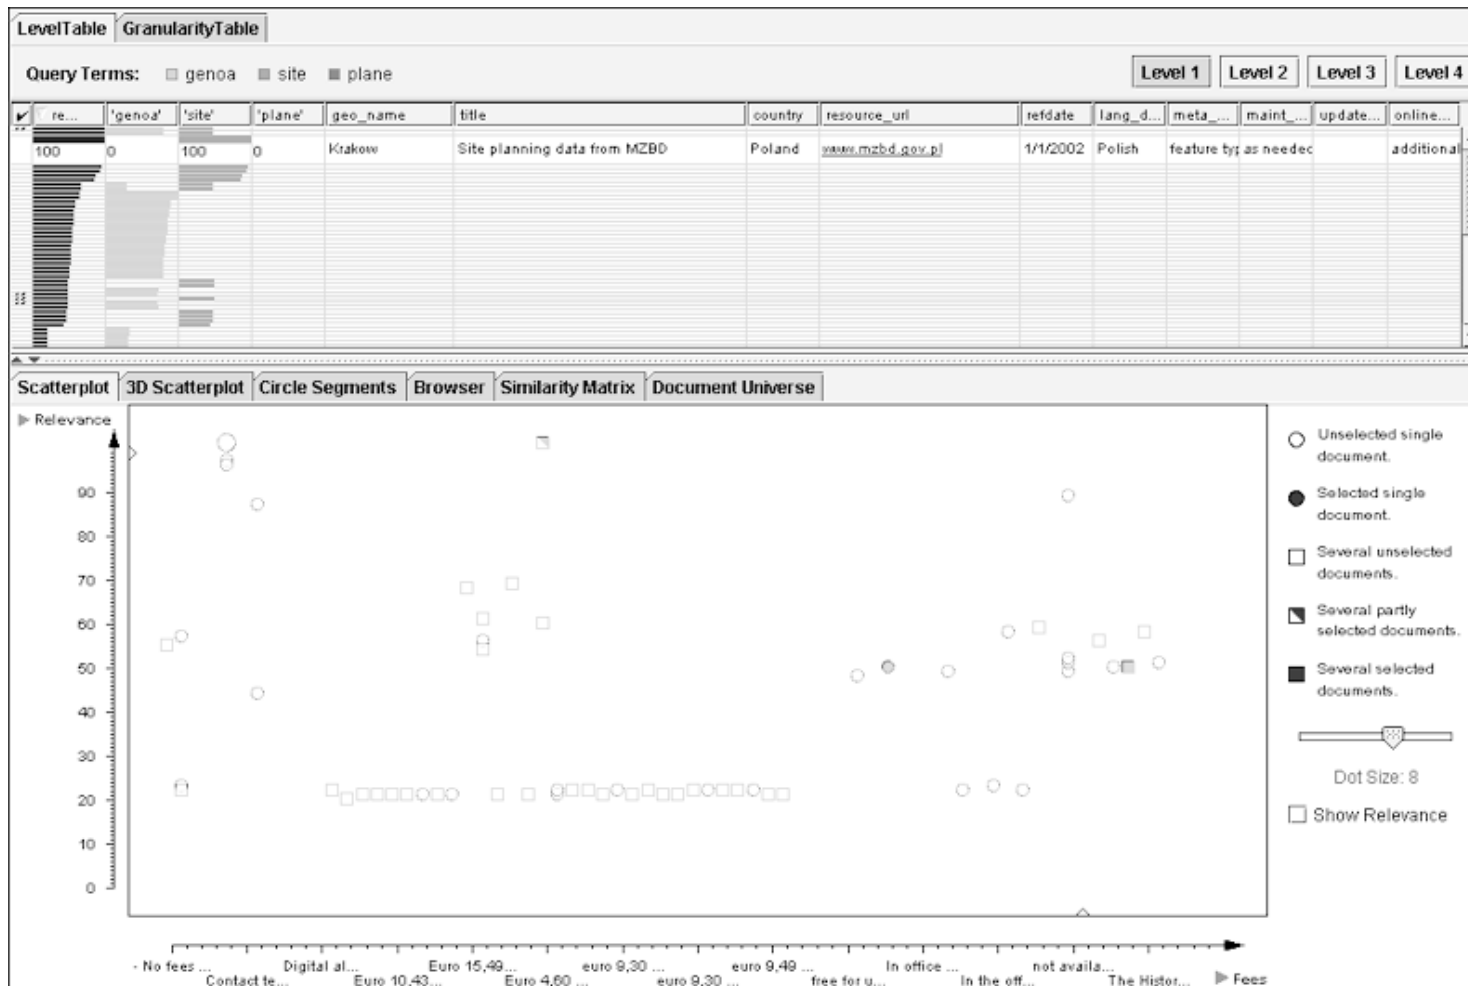 LevelTable GranularityTable
Query Terms: genoa site plane Level 1 Level 2 Level 3 Level 4
re... 'genoa' 'site' 'plane' geo_name title country resource_url refdate lang_d... meta_... maint_... update... online...
100 0 100 0 Krakow Site planning data from MZBD Poland www.mzbd.gov.pl 1/1/2002 Polish feature typ as needec additional
Scatterplot 3D Scatterplot Circle Segments Browser Similarity Matrix Document Universe
Relevance
90
80
70
60
50
40
30
20
10
0
Unselected single
document.
Selected single
document.
Several unselected
documents.
Several partly
selected documents.
Several selected
documents.
Dot Size: 8
Show Relevance
- No fees ... Digital al... Euro 15,49... euro 9,30 ... euro 9,49 ... In office ... not availa...
Contact te... Euro 10,43... Euro 4,60 ... euro 9,30 ... free for u... In the off... The Histor... Fees